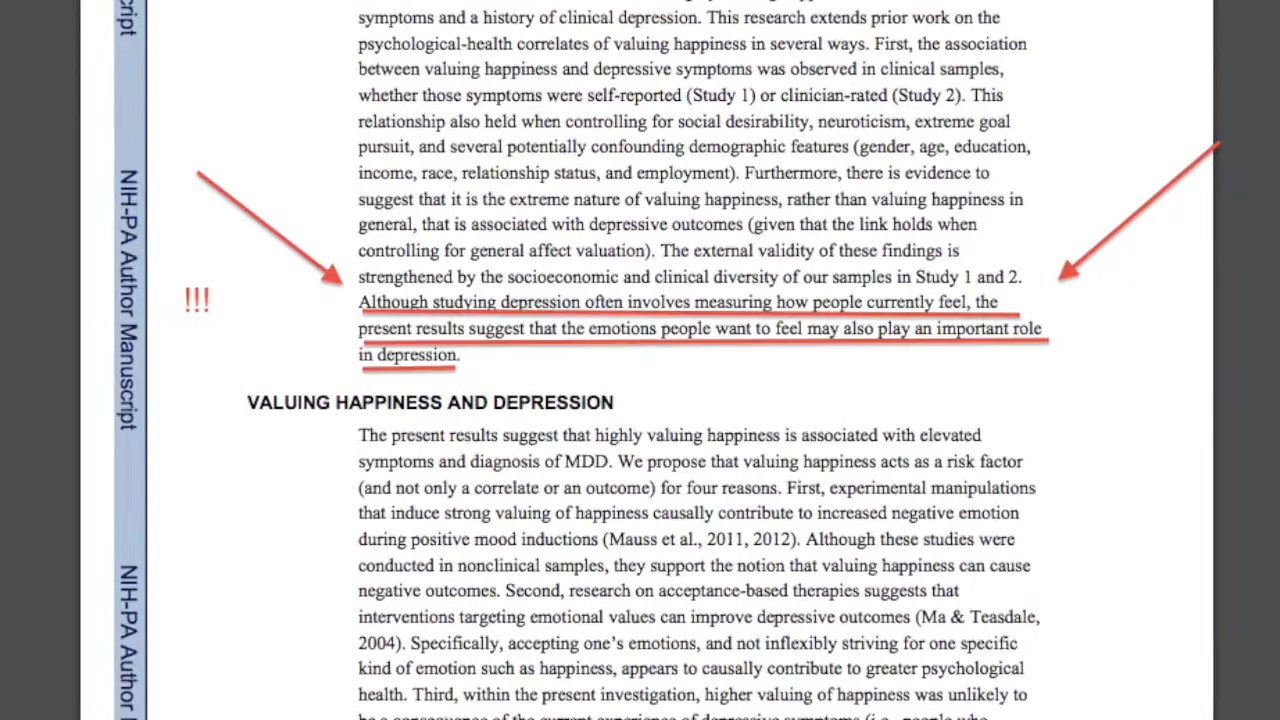 cript
symptoms and a history of clinical depression. This research extends prior work on the
psychological-health correlates of valuing happiness in several ways. First, the association
between valuing happiness and depressive symptoms was observed in clinical samples,
whether those symptoms were self-reported (Study 1) or clinician-rated (Study 2). This
relationship also held when controlling for social desirability, neuroticism, extreme goal
pursuit, and several potentially confounding demographic features (gender, age, education,
income, race, relationship status, and employment). Furthermore, there is evidence to
suggest that it is the extreme nature of valuing happiness, rather than valuing happiness in
general, that is associated with depressive outcomes (given that the link holds when
controlling for general affect valuation). The external validity of these findings is
strengthened by the socioeconomic and clinical diversity of our samples in Study 1 and 2.
Although studying depression often involves measuring how people currently feel, the
present results suggest that the emotions people want to feel may also play an important role
in depression.
!!!
NIH-PA Author Manuscript
VALUING HAPPINESS AND DEPRESSION
The present results suggest that highly valuing happiness is associated with elevated
symptoms and diagnosis of MDD. We propose that valuing happiness acts as a risk factor
(and not only a correlate or an outcome) for four reasons. First, experimental manipulations
that induce strong valuing of happiness causally contribute to increased negative emotion
during positive mood inductions (Mauss et al., 2011, 2012). Although these studies were
conducted in nonclinical samples, they support the notion that valuing happiness can cause
negative outcomes. Second, research on acceptance-based therapies suggests that
interventions targeting emotional values can improve depressive outcomes (Ma & Teasdale,
2004). Specifically, accepting one's emotions, and not inflexibly striving for one specific
kind of emotion such as happiness, appears to causally contribute to greater psychological
health. Third, within the present investigation, higher valuing of happiness was unlikely to
NIH-PA Author